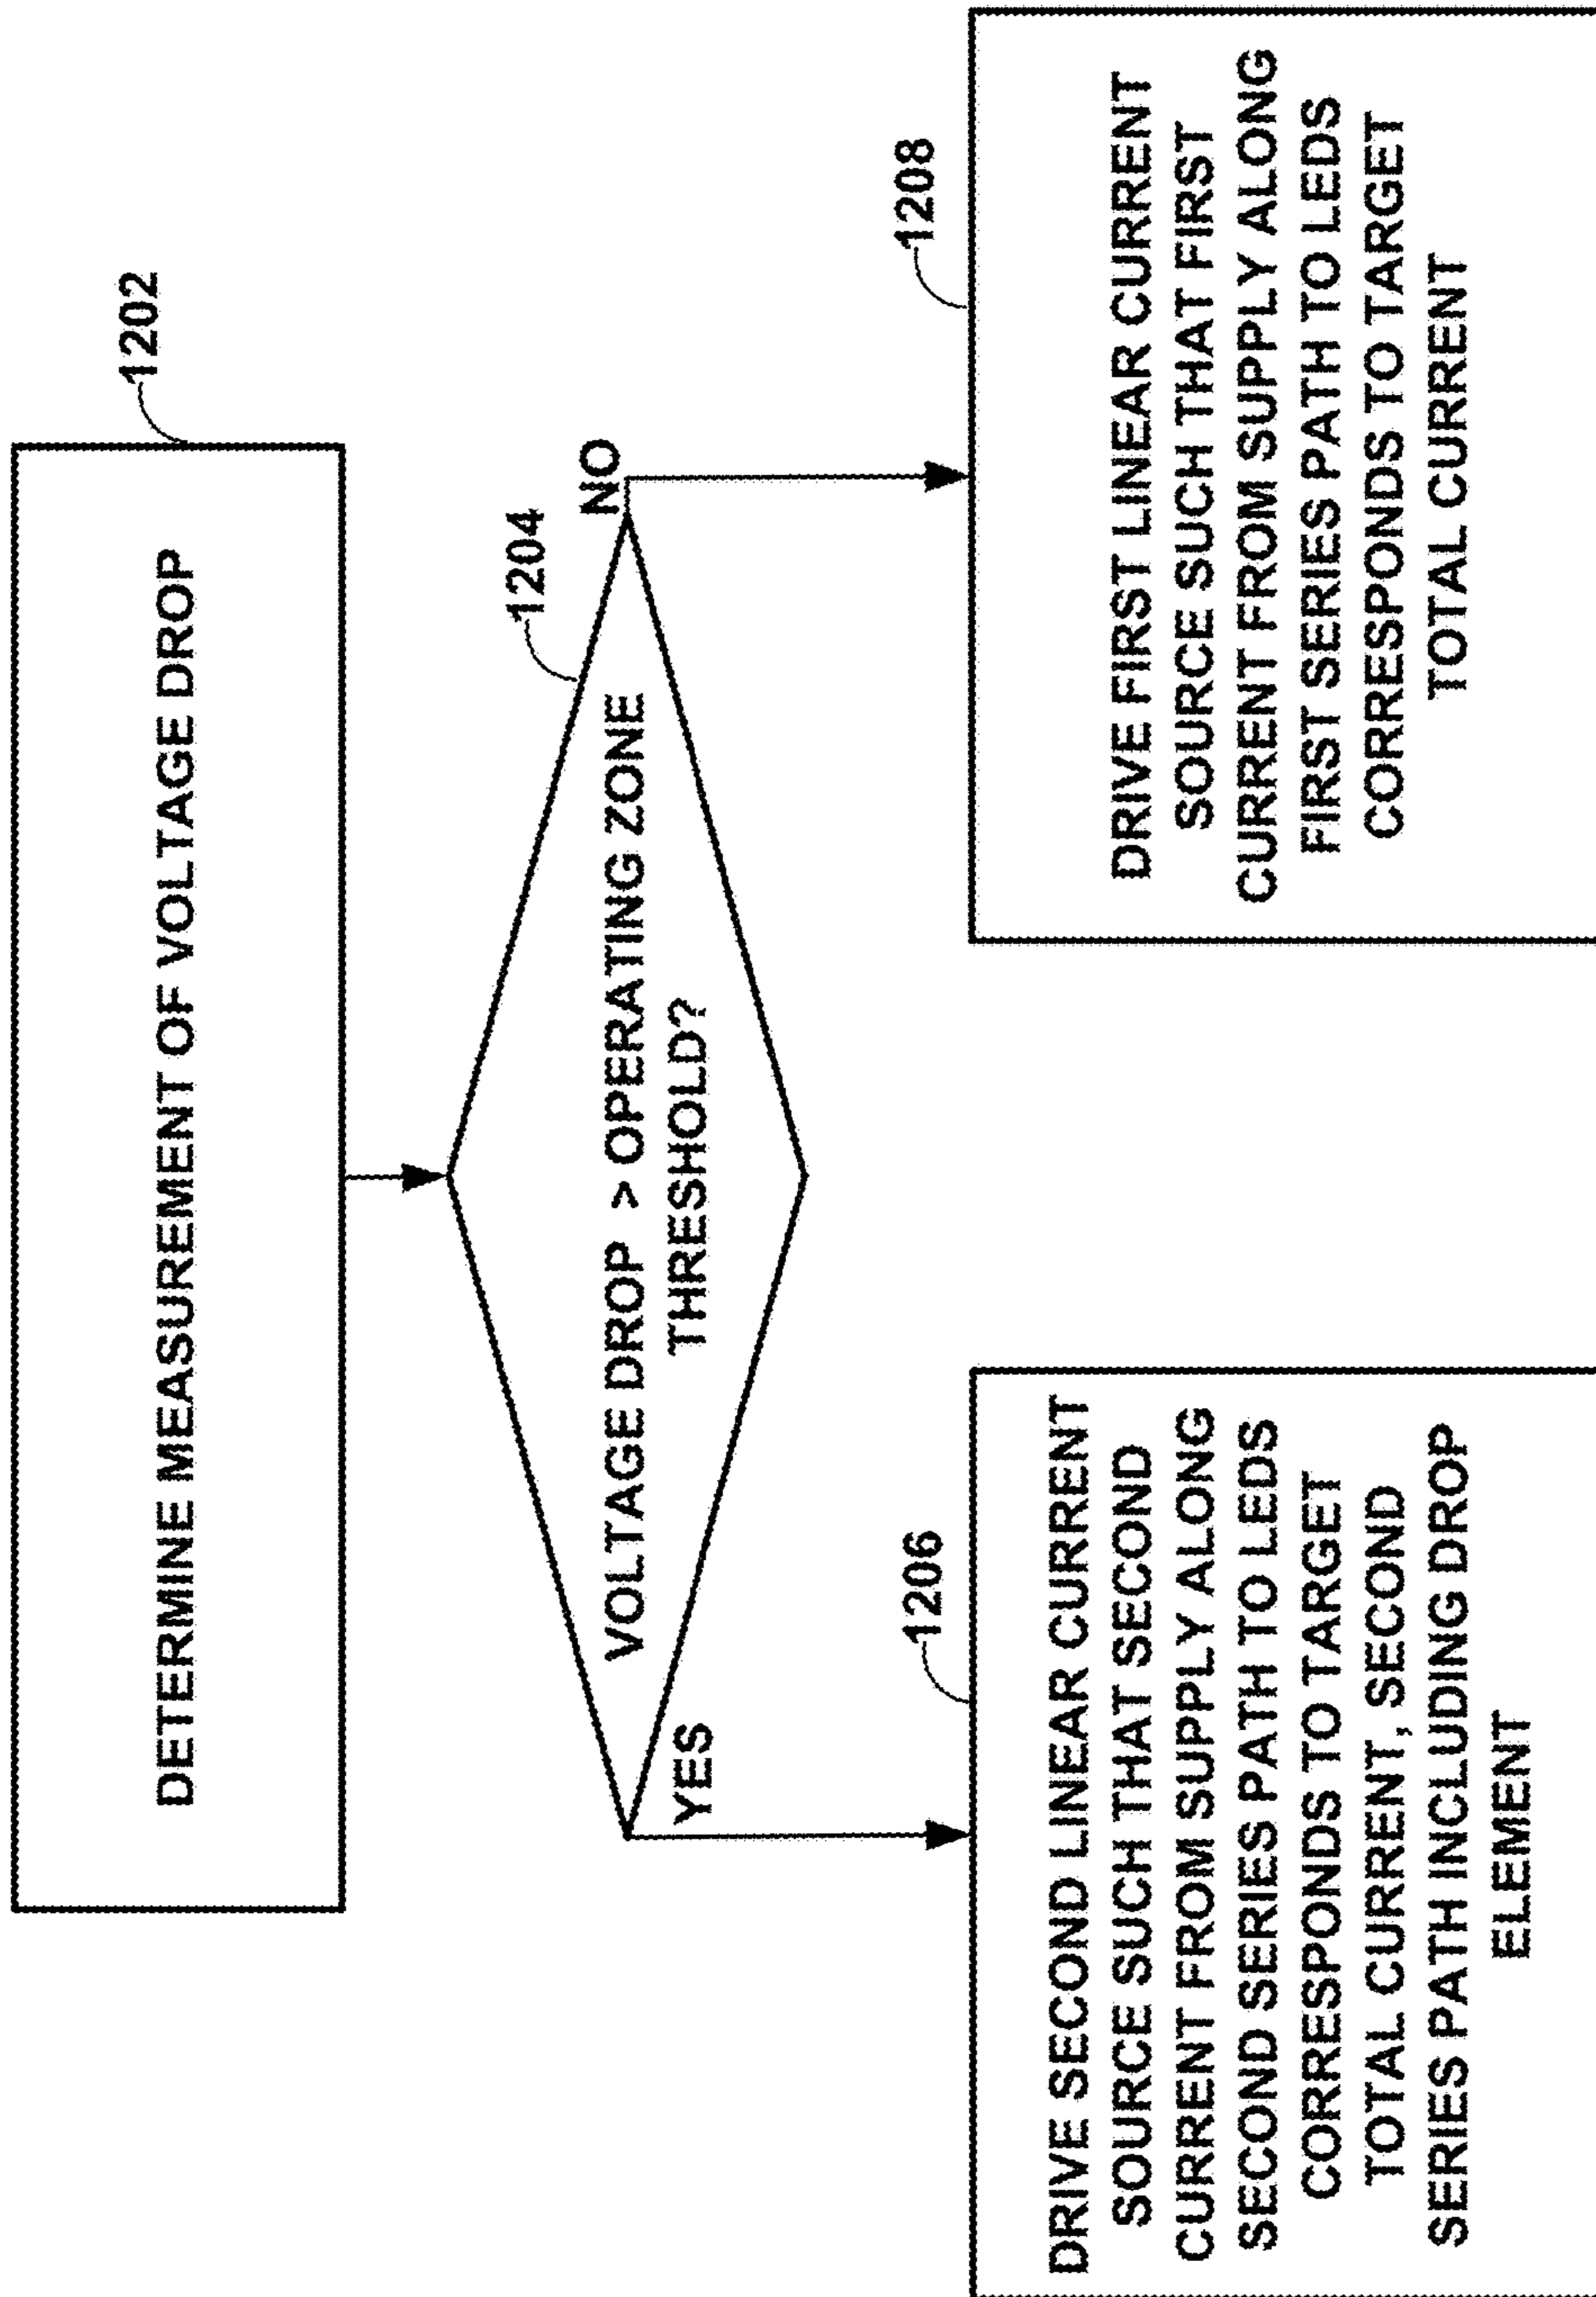 1202
DETERMINE MEASUREMENT OF VOLTAGE DROP
1204
VOLTAGE DROP > OPERATING ZONE
THRESHOLD?
YES
NO
1206
DRIVE SECOND LINEAR CURRENT
SOURCE SUCH THAT SECOND
CURRENT FROM SUPPLY ALONG
SECOND SERIES PATH TO LEDS
CORRESPONDS TO TARGET
TOTAL CURRENT, SECOND
SERIES PATH INCLUDING DROP
ELEMENT
1208
DRIVE FIRST LINEAR CURRENT
SOURCE SUCH THAT FIRST
CURRENT FROM SUPPLY ALONG
FIRST SERIES PATH TO LEDS
CORRESPONDS TO TARGET
TOTAL CURRENT